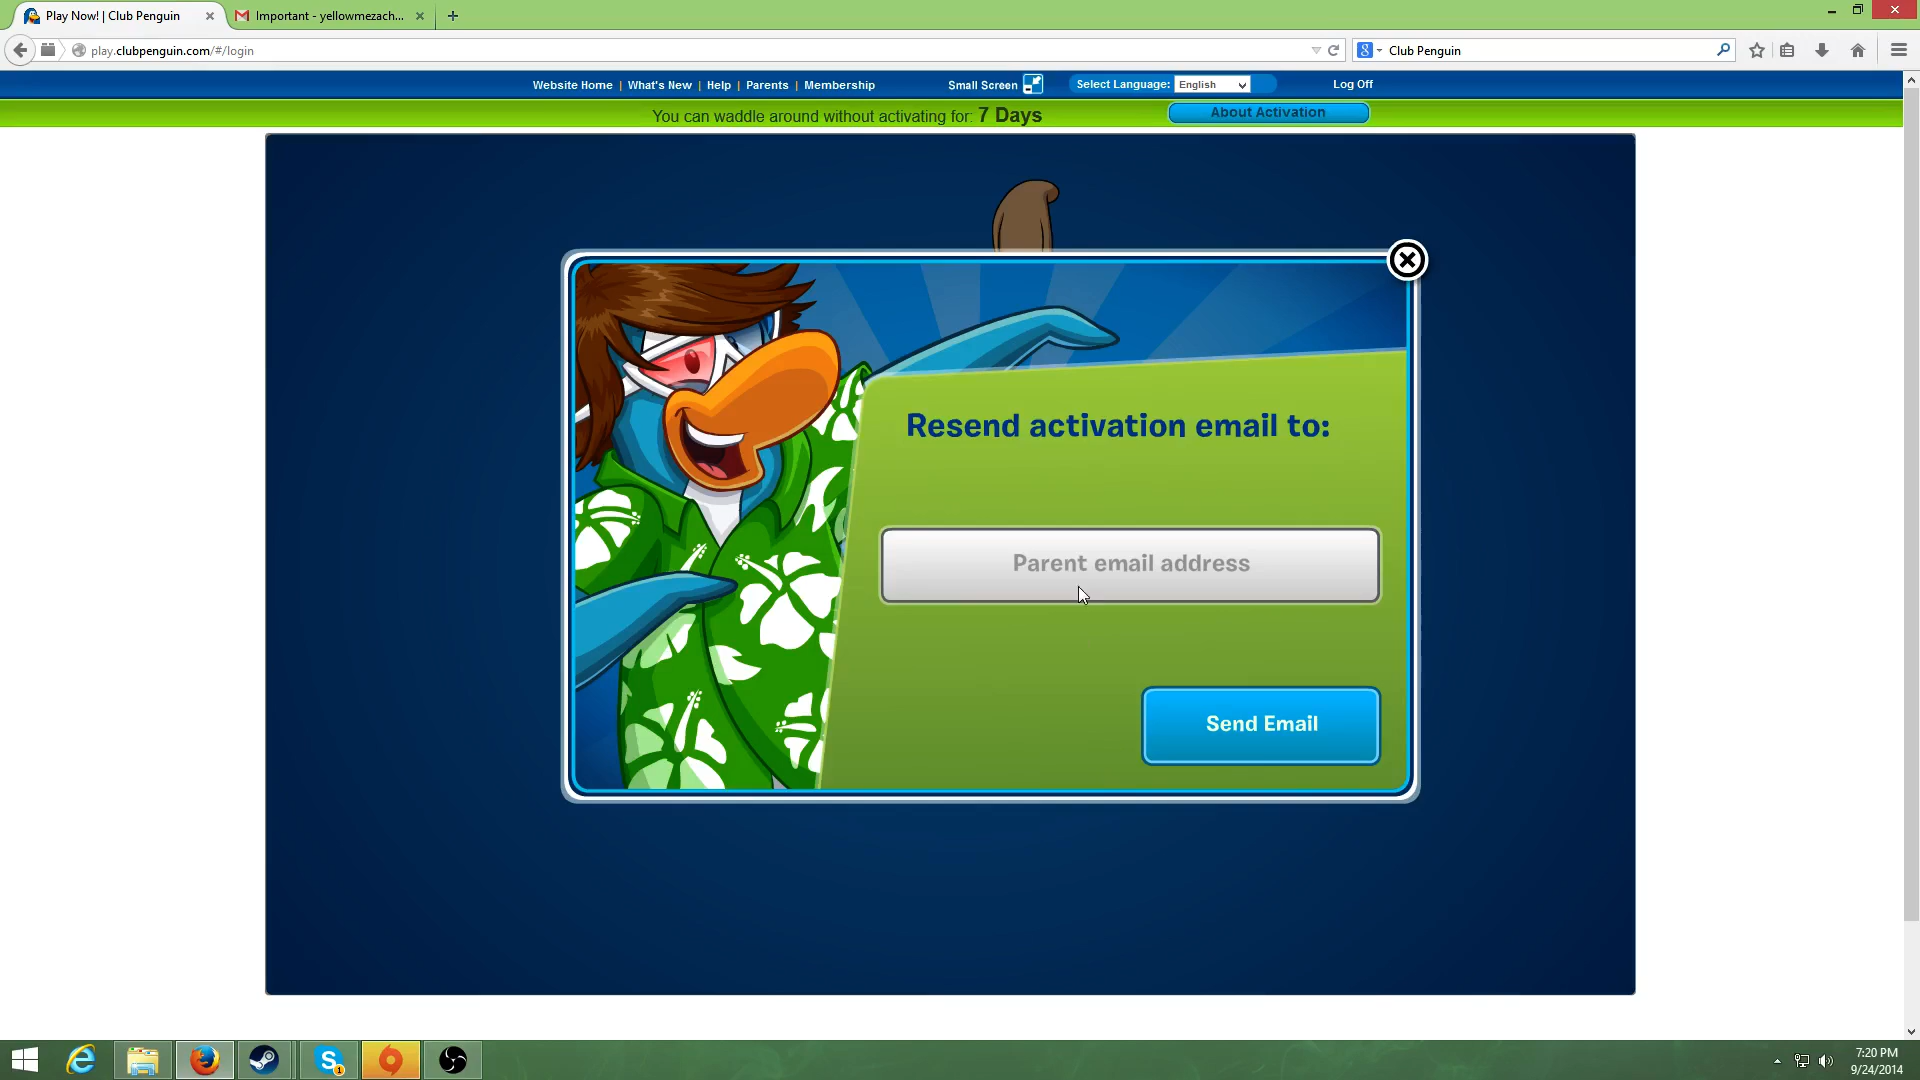 Play Now! | Club Penguin
Important - yellowmezach...
play.clubpenguin.com/#/login
Club Penguin
Website Home | What's New | Help | Parents | Membership
Small Screen
Select Language: English
Log Off
You can waddle around without activating for: 7 Days
About Activation
Resend activation email to:
Parent email address
Send Email
7:20 PM
9/24/2014